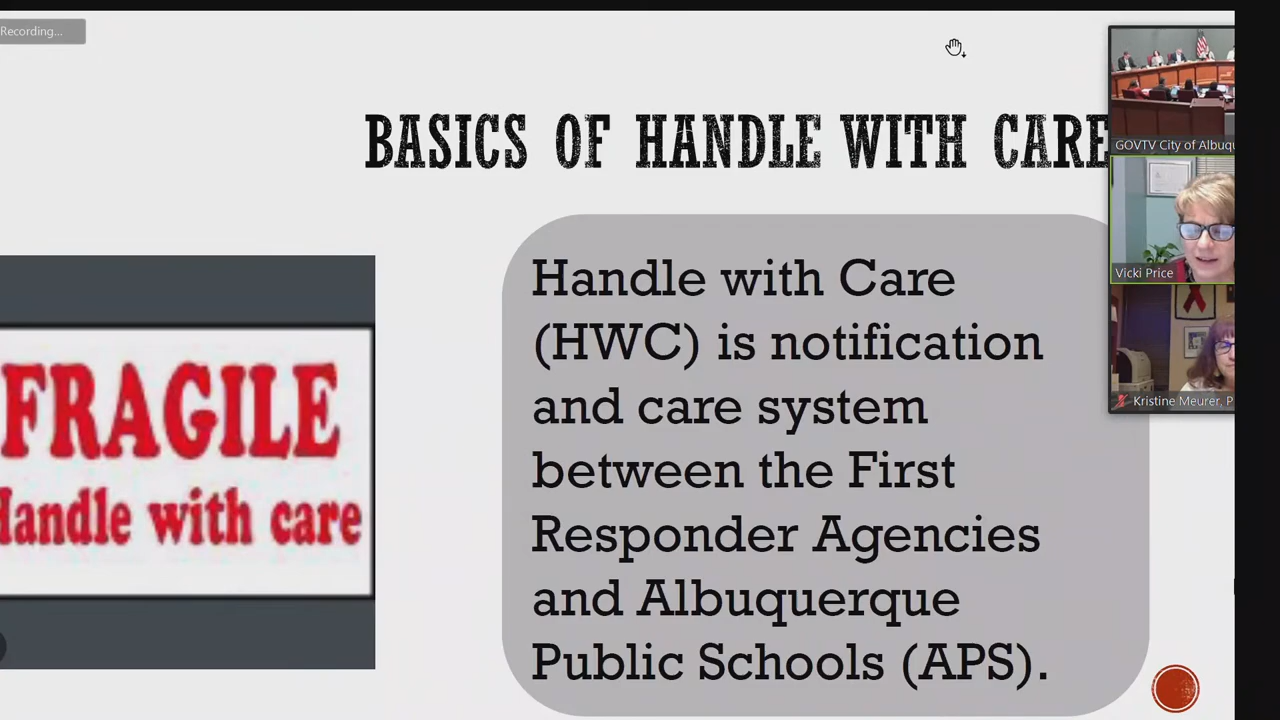 Recording...
BASICS OF HANDLE WITH CARE
GOVTV City of Albuqu
Vicki Price
Kristine Meurer, P
FRAGILE
Handle with care
Handle with Care
(HWC) is notification
and care system
between the First
Responder Agencies
and Albuquerque
Public Schools (APS).